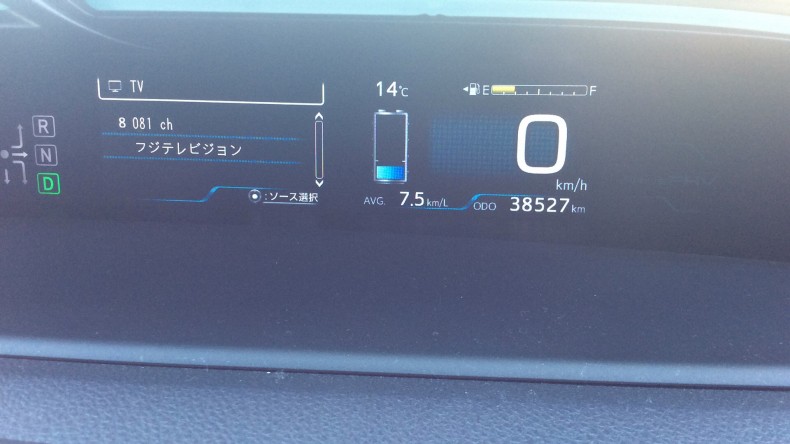 TV
8 081 ch
フジテレビジョン
:ソース選択
R
N
D
14°C
E F
0
km/h
AVG. 7.5 km/L
ODO 38527 km